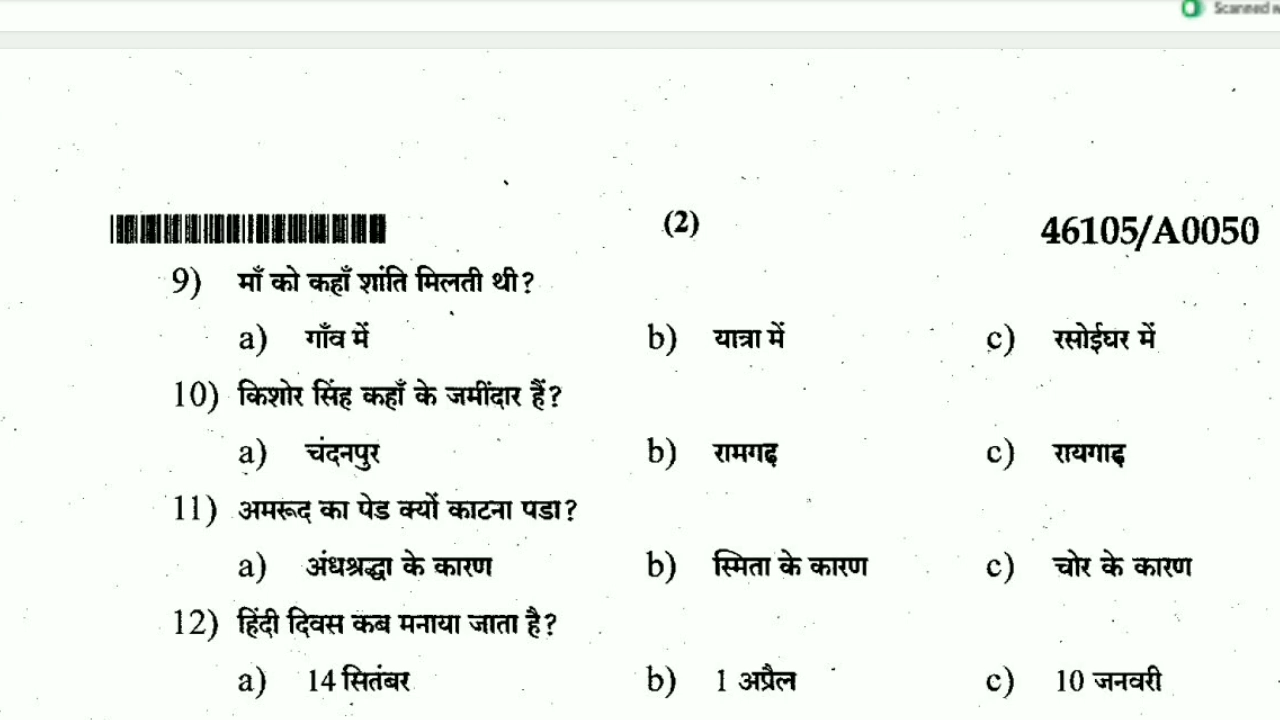 Scanned
(2)
46105/A0050
9) माँ को कहाँ शांति मिलती थी?
a) गाँव में b) यात्रा में c) रसोईघर में
10) किशोर सिंह कहाँ के जमींदार हैं?
a) चंदनपुर b) रामगढ़ c) रायगाढ़
11) अमरूद का पेड क्यों काटना पडा?
a) अंधश्रद्धा के कारण b) स्मिता के कारण c) चोर के कारण
12) हिंदी दिवस कब मनाया जाता है?
a) 14 सितंबर b) 1 अप्रैल c) 10 जनवरी